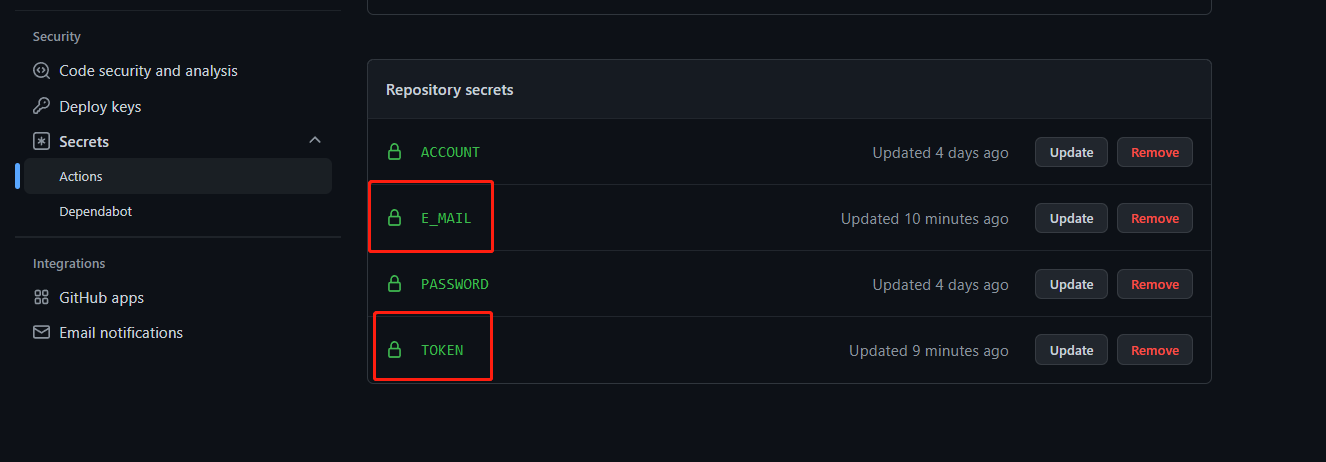 Security
Code security and analysis
Deploy keys
Secrets
Actions
Dependabot
Integrations
GitHub apps
Email notifications
Repository secrets
ACCOUNT Updated 4 days ago Update Remove
E_MAIL Updated 10 minutes ago Update Remove
PASSWORD Updated 4 days ago Update Remove
TOKEN Updated 9 minutes ago Update Remove